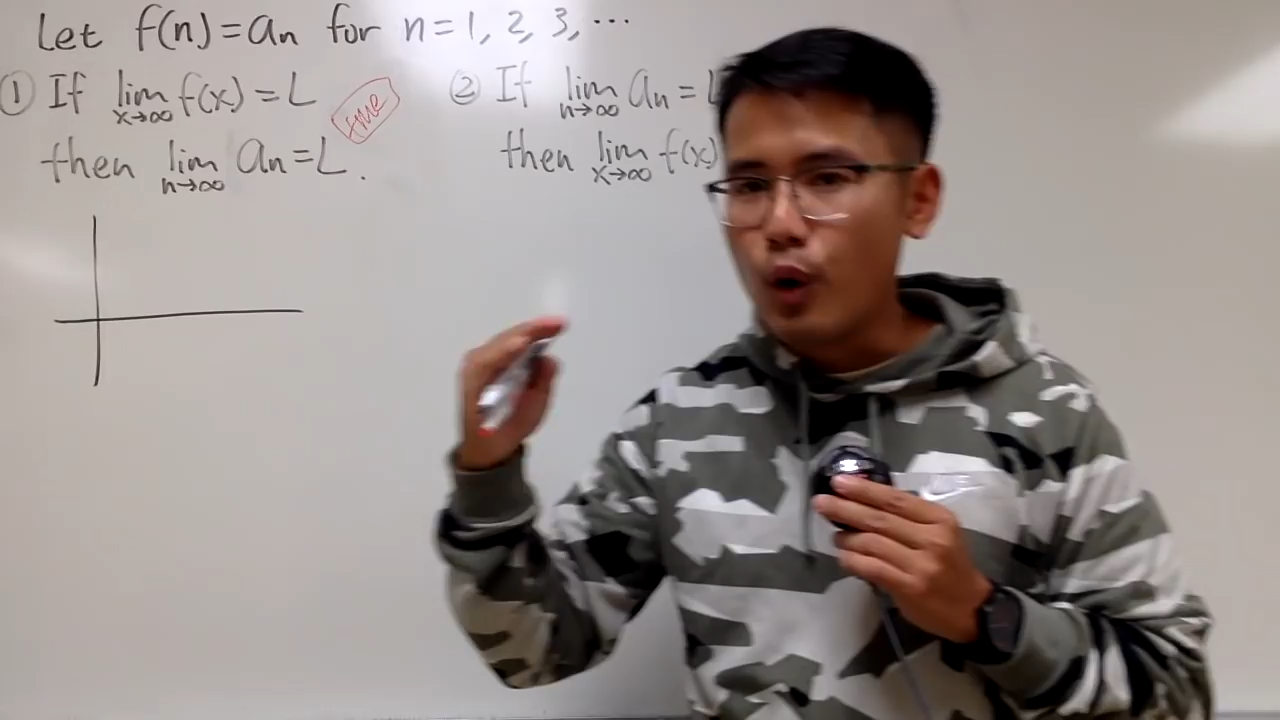 Let f(n)=an for n=1, 2, 3, ...
① If lim x→∞ f(x) = L
then lim n→∞ an = L.
true
② If lim n→∞ an = L
then lim x→∞ f(x)